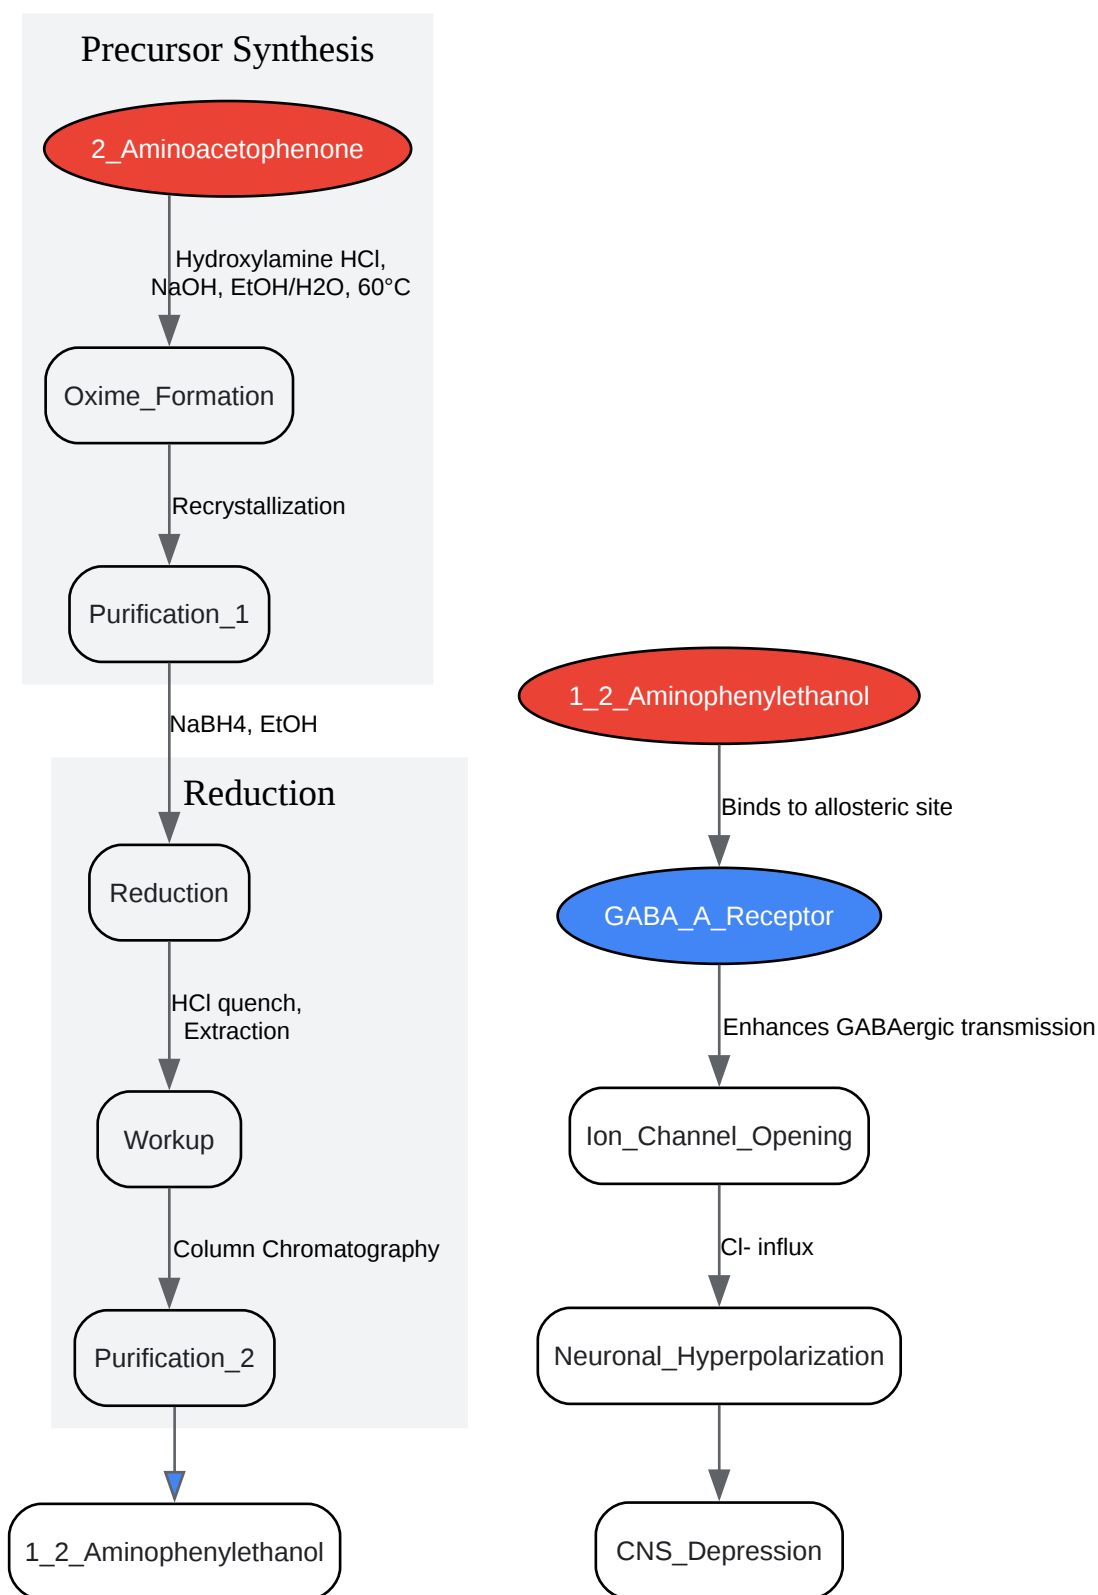 Precursor Synthesis
2_Aminoacetophenone
Hydroxylamine HCl,
NaOH, EtOH/H2O, 60°C
Oxime_Formation
Recrystallization
Purification_1
NaBH4, EtOH
Reduction
Reduction
HCl quench,
Extraction
Workup
Column Chromatography
Purification_2
1_2_Aminophenylethanol
1_2_Aminophenylethanol
Binds to allosteric site
GABA_A_Receptor
Enhances GABAergic transmission
Ion_Channel_Opening
Cl- influx
Neuronal_Hyperpolarization
CNS_Depression